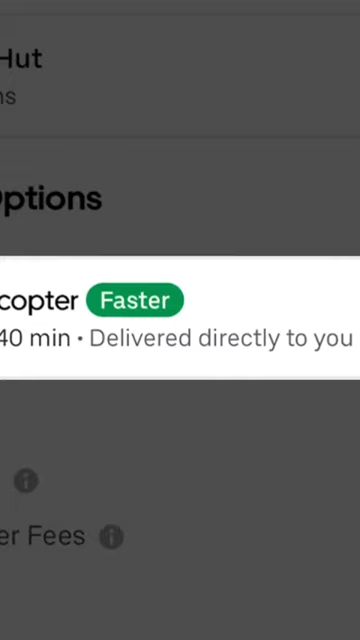 Hut
ns
Options
copter Faster
40 min • Delivered directly to you
er Fees